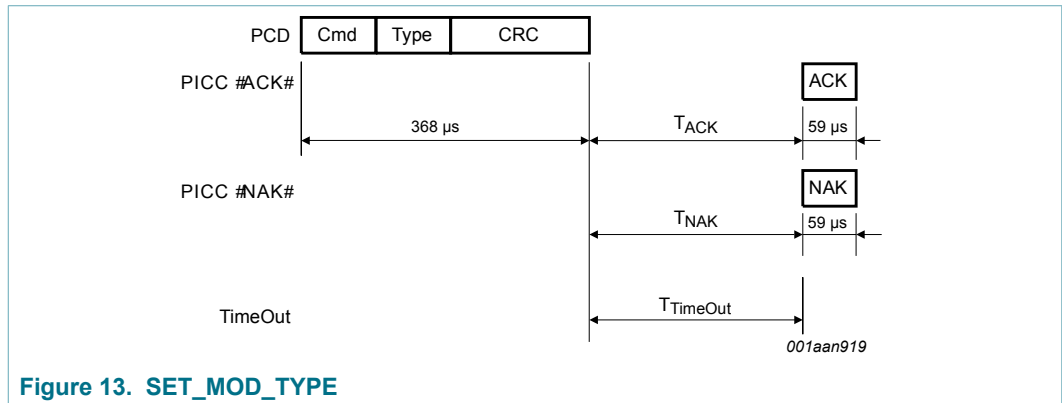 PCD Cmd Type CRC
PICC #ACK# ACK
368 µs TACK 59 µs
PICC #NAK# NAK
TNAK 59 µs
TimeOut TTimeOut
001aan919
Figure 13. SET_MOD_TYPE